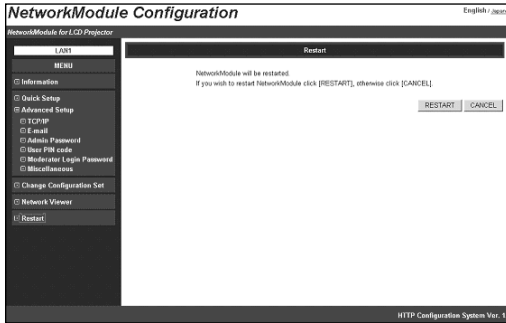 NetworkModule Configuration
English / Japan
NetworkModule for LCD Projector
LAN1
MENU
Information
Quick Setup
Advanced Setup
TCP/IP
E-mail
Admin Password
User PIN code
Moderator Login Password
Miscellaneous
Change Configuration Set
Network Viewer
Restart
Restart
NetworkModule will be restarted.
If you wish to restart NetworkModule click [RESTART], otherwise click [CANCEL].
RESTART CANCEL
HTTP Configuration System Ver. 1